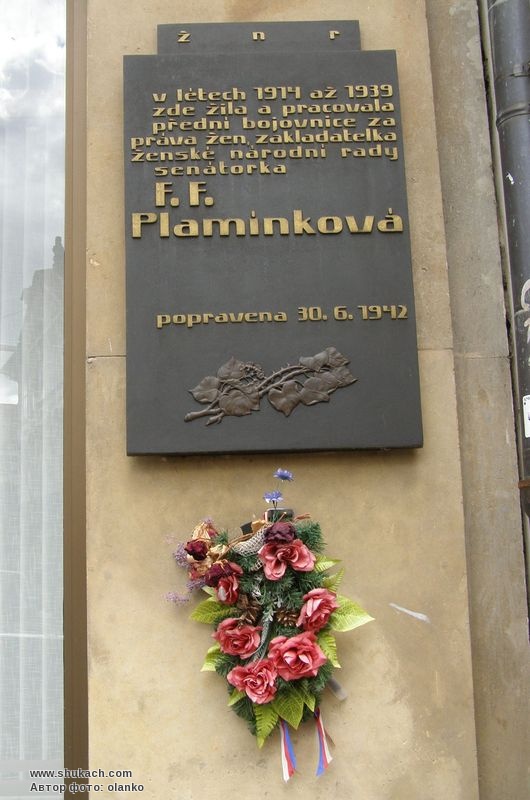 ž n r
v létech 1914 až 1939
zde žila a pracovala
přední bojovnice za
práva žen, zakladatelka
ženské národní rady
senátorka
F. F.
Plamínková
popravena 30. 6. 1942
www.shukach.com
Автор фото: olanko